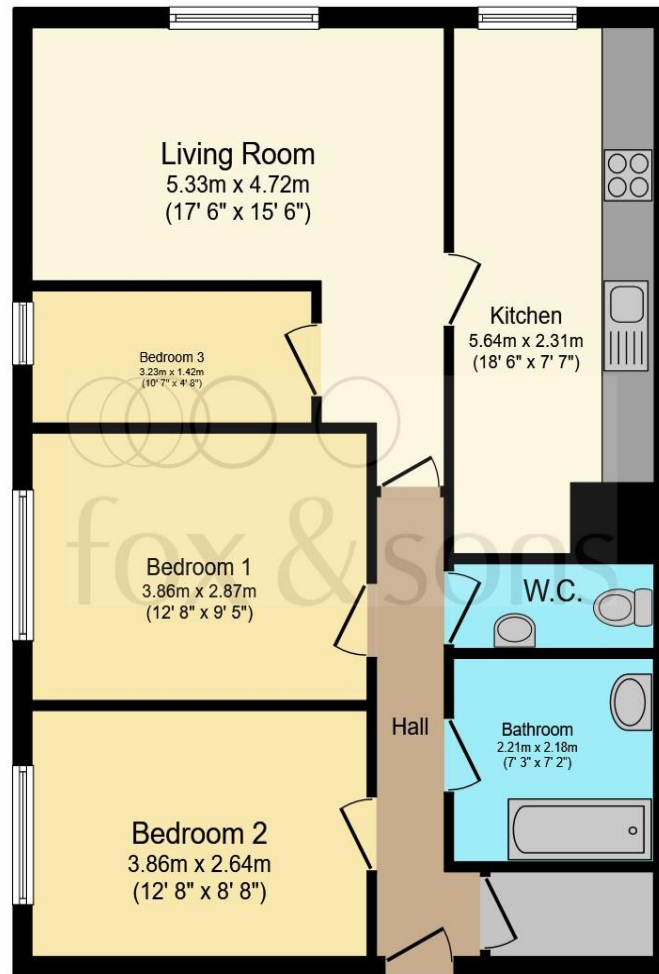 Living Room
5.33m x 4.72m
(17' 6" x 15' 6")
Kitchen
5.64m x 2.31m
(18' 6" x 7' 7")
Bedroom 3
3.23m x 1.42m
(10' 7" x 4' 8")
fox & sons
Bedroom 1
3.86m x 2.87m
(12' 8" x 9' 5")
W.C.
Hall
Bathroom
2.21m x 2.18m
(7' 3" x 7' 2")
Bedroom 2
3.86m x 2.64m
(12' 8" x 8' 8")